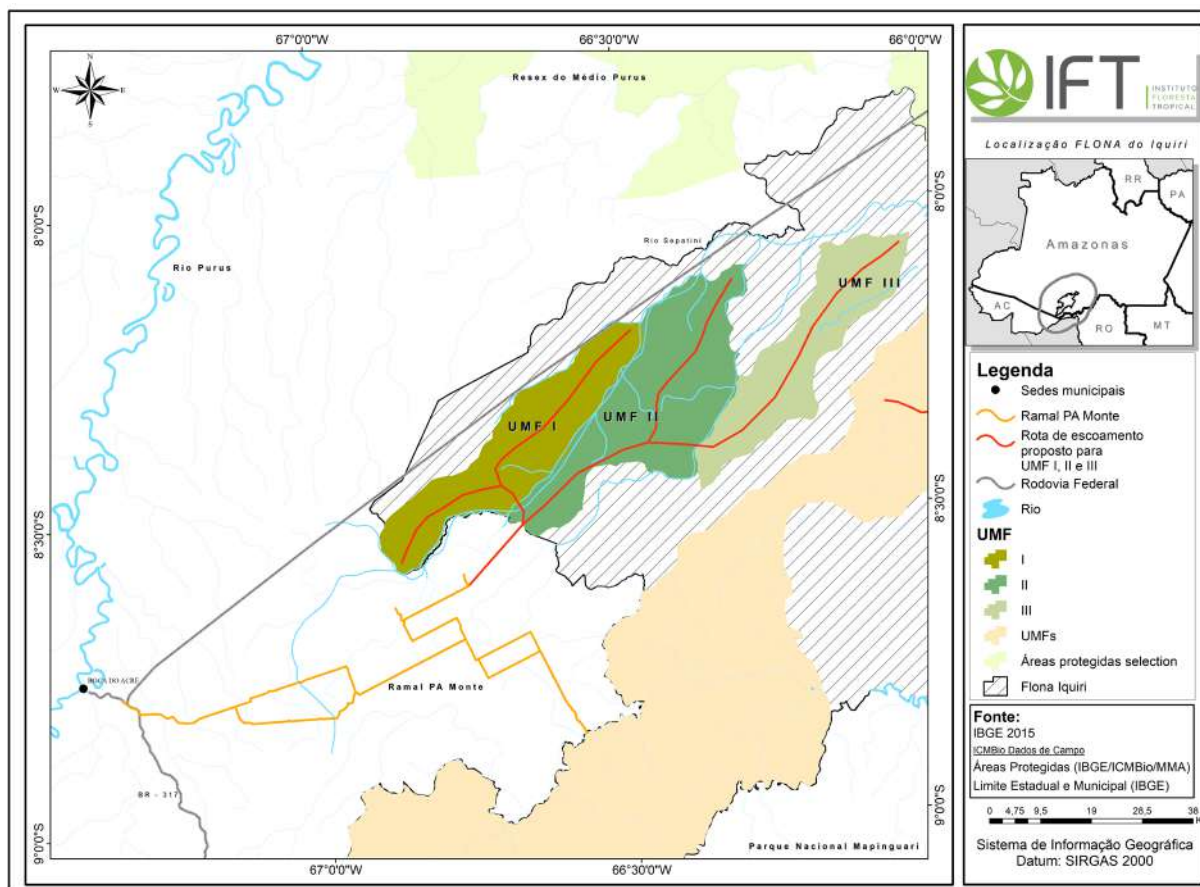 67°0'0"W
66°30'0"W
66°0'0"W
N
W
E
S
Resex do Médio Purus
8°0'0"S
8°0'0"S
Rio Sepatini
Rio Purus
UMF III
UMF II
UMF I
8°30'0"S
8°30'0"S
BOCA DO ACRE
Ramal PA Monte
BR - 317
9°0'0"S
9°0'0"S
Parque Nacional Mapinguari
67°0'0"W
66°30'0"W
IFT
INSTITUTO
FLORESTA
TROPICAL
Localização FLONA do Iquiri
RR
PA
Amazonas
AC
RO
MT
Legenda
Sedes municipais
Ramal PA Monte
Rota de escoamento
proposto para
UMF I, II e III
Rodovia Federal
Rio
UMF
I
II
III
UMFs
Áreas protegidas selection
Flona Iquiri
Fonte:
IBGE 2015
ICMBio Dados de Campo
Áreas Protegidas (IBGE/ICMBio/MMA)
Limite Estadual e Municipal (IBGE)
0 4,75 9,5 19 28,5 38
Sistema de Informação Geográfica
Datum: SIRGAS 2000